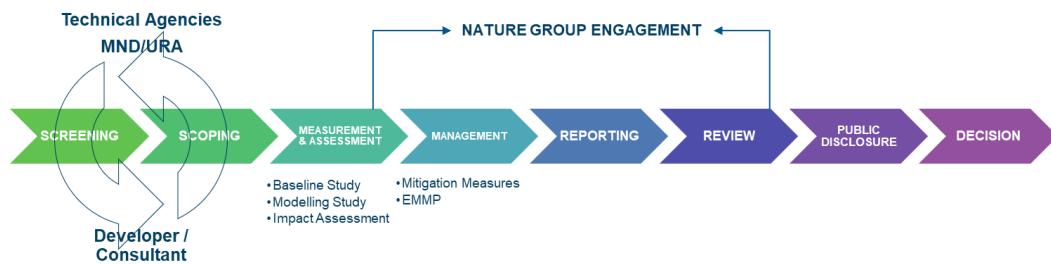 Technical Agencies
MND/URA
NATURE GROUP ENGAGEMENT
SCREENING
SCOPING
MEASUREMENT
& ASSESSMENT
MANAGEMENT
REPORTING
REVIEW
PUBLIC
DISCLOSURE
DECISION
•Baseline Study
•Modelling Study
•Impact Assessment
•Mitigation Measures
•EMMP
Developer /
Consultant